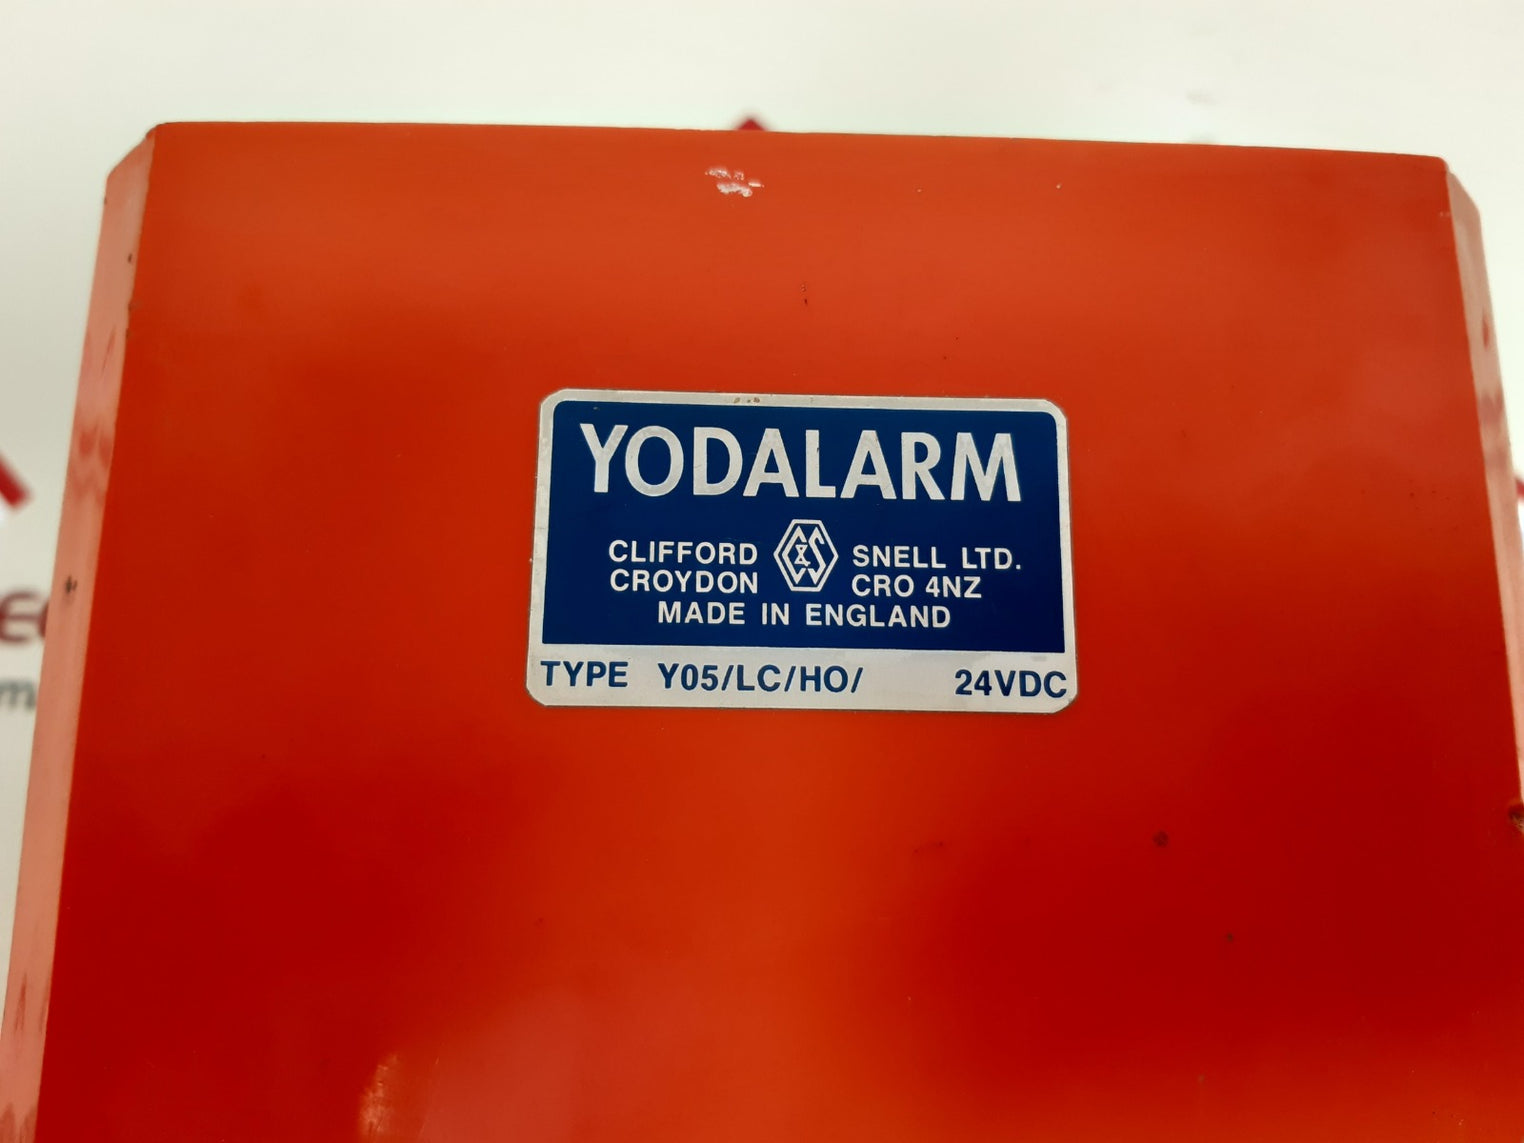 YODALARM
CLIFFORD C&S SNELL LTD.
CROYDON CRO 4NZ
MADE IN ENGLAND
TYPE Y05/LC/HO/ 24VDC